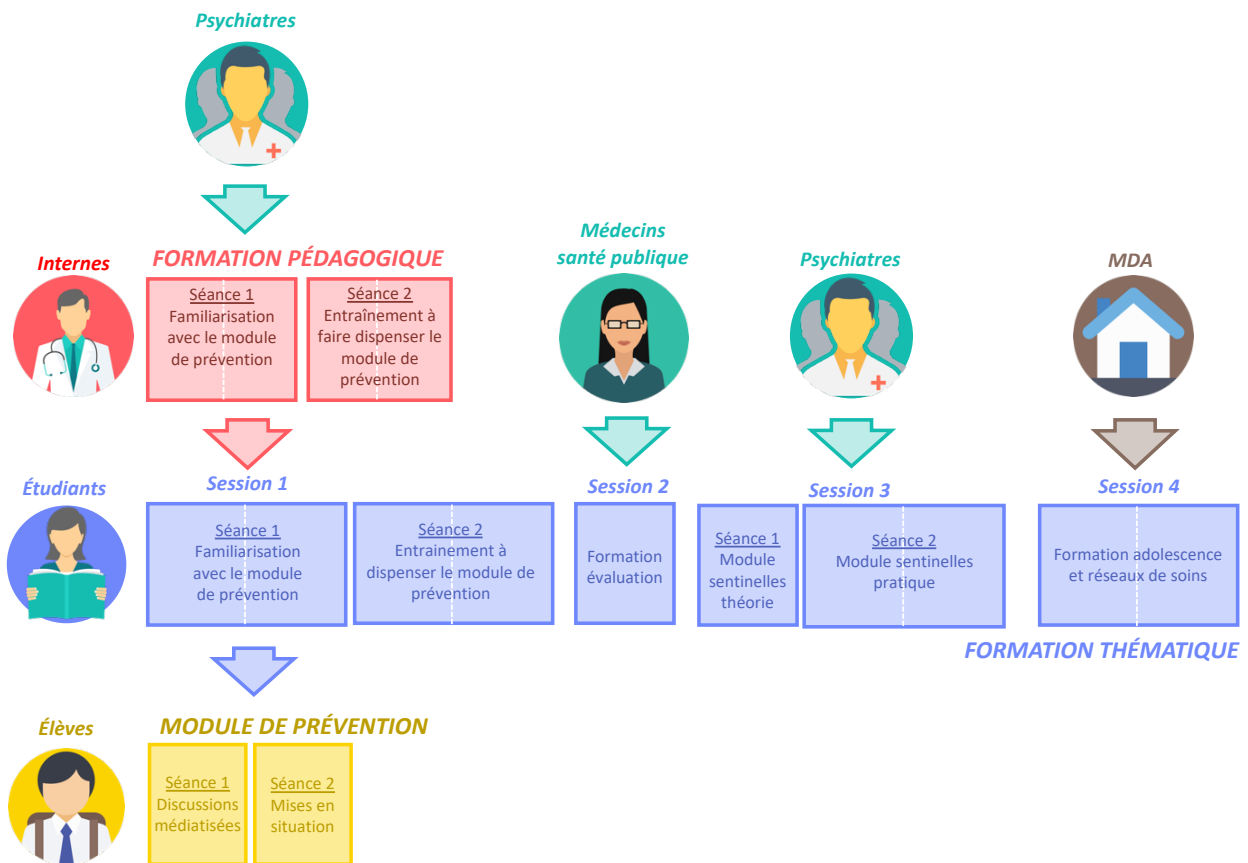 Psychiatres
Internes
FORMATION PÉDAGOGIQUE
Séance 1
Familiarisation
avec le module
de prévention
Séance 2
Entraînement à
faire dispenser le
module de
prévention
Médecins
santé publique
Psychiatres
MDA
Étudiants
Session 1
Séance 1
Familiarisation
avec le module
de prévention
Séance 2
Entrainement à
dispenser le module de
prévention
Session 2
Formation
évaluation
Session 3
Séance 1
Module
sentinelles
théorie
Séance 2
Module sentinelles
pratique
Session 4
Formation adolescence
et réseaux de soins
FORMATION THÉMATIQUE
Élèves
MODULE DE PRÉVENTION
Séance 1
Discussions
médiatisées
Séance 2
Mises en
situation